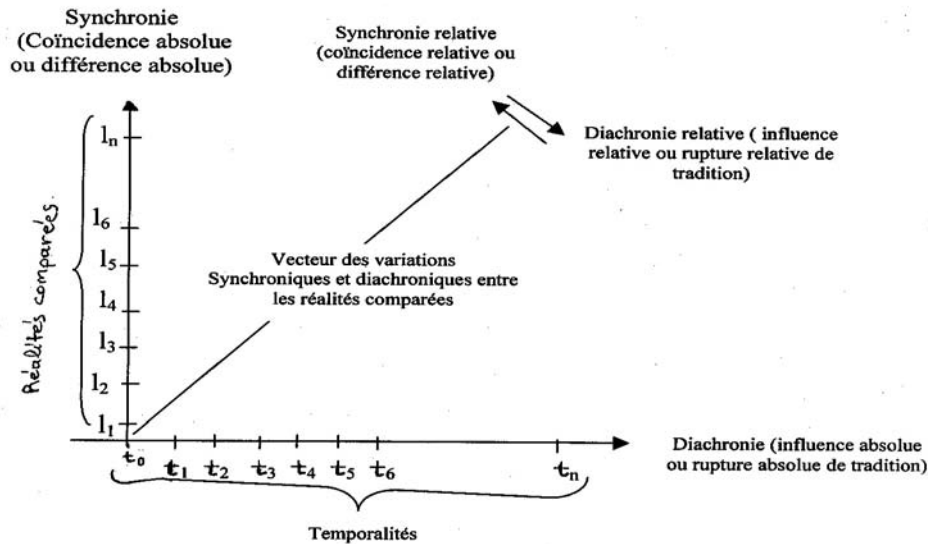 Synchronie
(Coïncidence absolue
ou différence absolue)
Synchronie relative
(coïncidence relative ou
différence relative)
Diachronie relative ( influence
relative ou rupture relative de
tradition)
Réalités comparées.
lₙ
l₆
l₅
l₄
l₃
l₂
l₁
Vecteur des variations
Synchroniques et diachroniques entre
les réalités comparées
t₀ t₁ t₂ t₃ t₄ t₅ t₆ tₙ
Diachronie (influence absolue
ou rupture absolue de tradition)
Temporalités